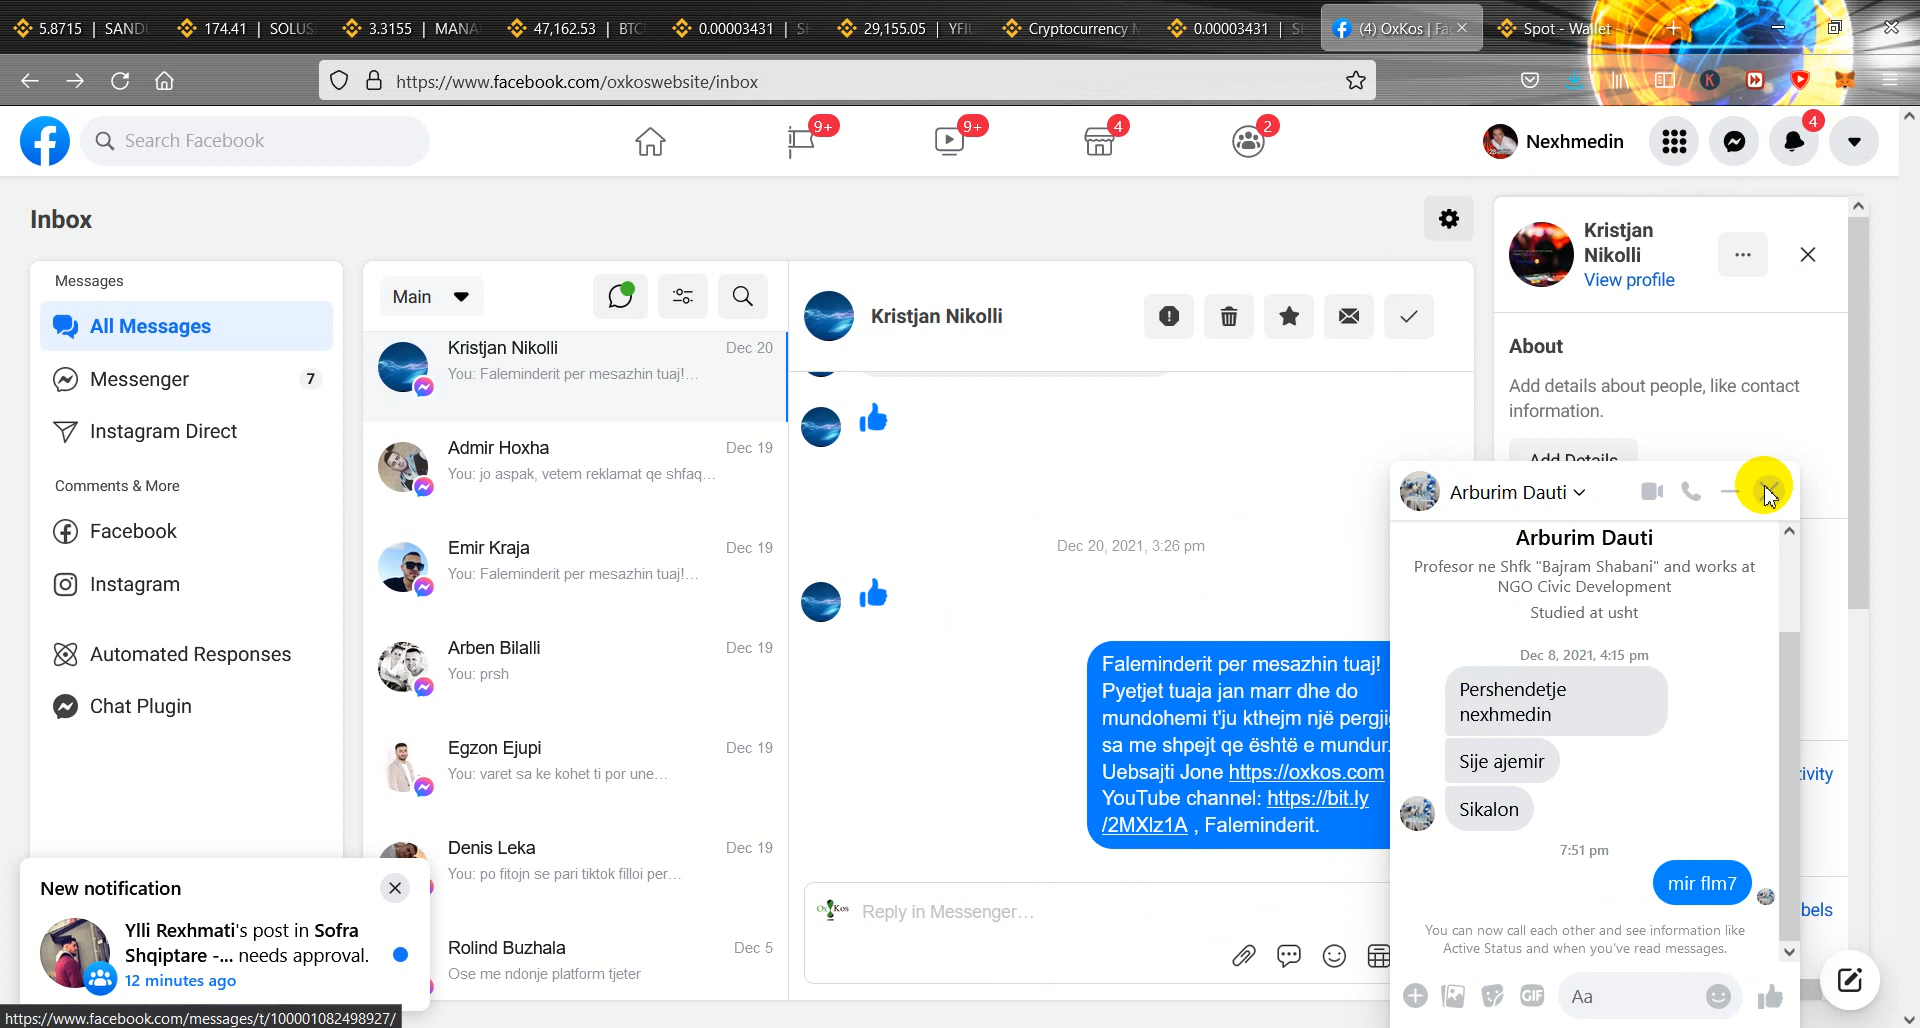 5.8715 | SAND
174.41 | SOLUS
3.3155 | MANA
47,162.53 | BTC
0.00003431 | S
29,155.05 | YFI
Cryptocurrency
0.00003431 | S
(4) OxKos | Fac
Spot - Wallet
https://www.facebook.com/oxkoswebsite/inbox
Search Facebook
9+
9+
4
2
Nexhmedin
4
Inbox
Messages
All Messages
Messenger
7
Instagram Direct
Comments & More
Facebook
Instagram
Automated Responses
Chat Plugin
Main
Kristjan Nikolli
Dec 20
You: Faleminderit per mesazhin tuaj!...
Admir Hoxha
Dec 19
You: jo aspak, vetem reklamat qe shfaq...
Emir Kraja
Dec 19
You: Faleminderit per mesazhin tuaj!...
Arben Bilalli
Dec 19
You: prsh
Egzon Ejupi
Dec 19
You: varet sa ke kohet ti por une...
Denis Leka
Dec 19
You: po fitojn se pari tiktok filloi per...
Rolind Buzhala
Dec 5
Ose me ndonje platform tjeter
Kristjan Nikolli
Dec 20, 2021, 3:26 pm
Faleminderit per mesazhin tuaj!
Pyetjet tuaja jan marr dhe do
mundohemi t'ju kthejm një pergji
sa me shpejt qe është e mundur.
Uebsajti Jone https://oxkos.com
YouTube channel: https://bit.ly
/2MXlz1A , Faleminderit.
Ox Kos
Reply in Messenger...
Kristjan
Nikolli
View profile
About
Add details about people, like contact
information.
Add Details
tivity
bels
Arburim Dauti
Arburim Dauti
Profesor ne Shfk "Bajram Shabani" and works at
NGO Civic Development
Studied at usht
Dec 8, 2021, 4:15 pm
Pershendetje
nexhmedin
Sije ajemir
Sikalon
7:51 pm
mir flm7
You can now call each other and see information like
Active Status and when you've read messages.
GIF
Aa
New notification
Ylli Rexhmati's post in Sofra
Shqiptare -... needs approval.
12 minutes ago
https://www.facebook.com/messages/t/100001082498927/